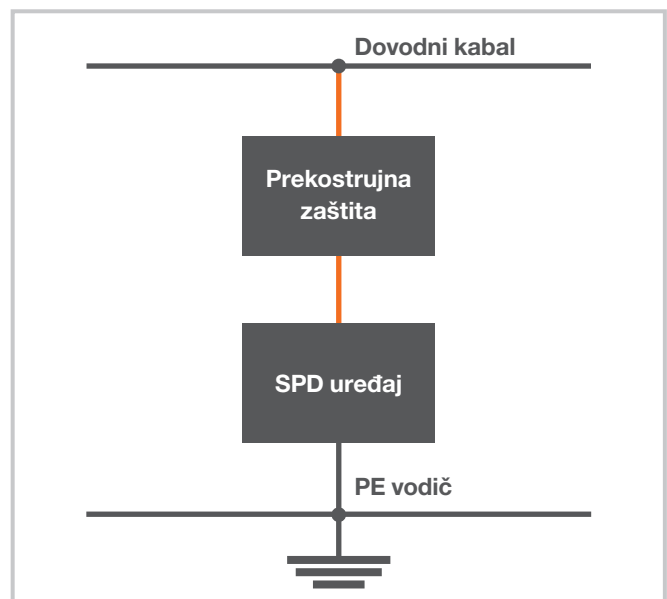 Dovodni kabal
Prekostrujna
zaštita
SPD uređaj
PE vodič